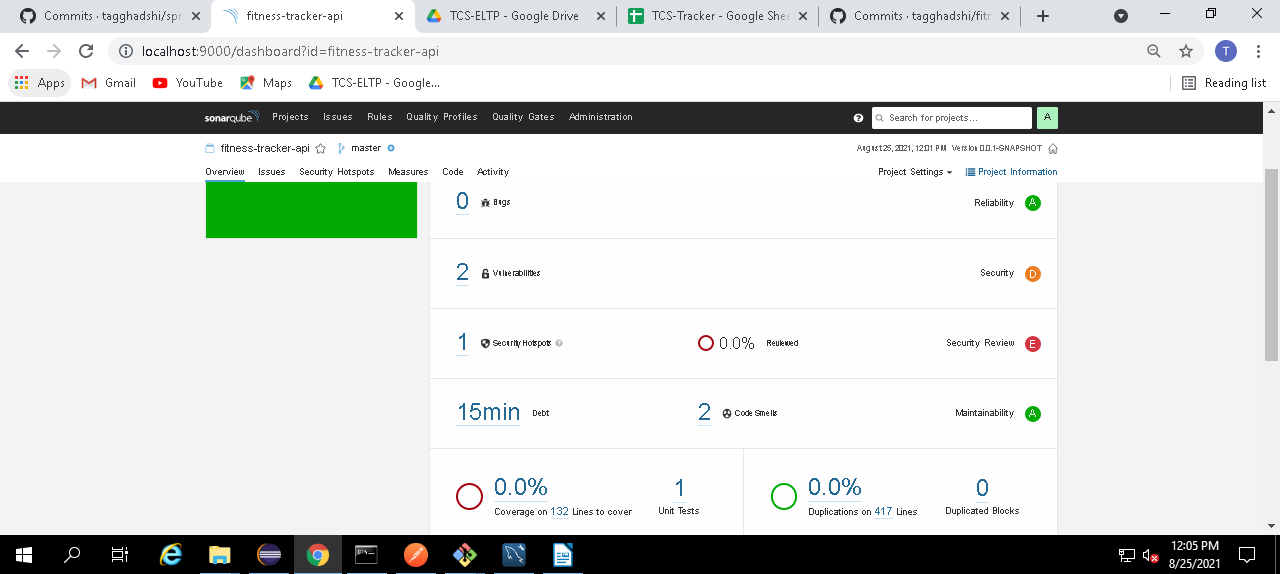 Commits · tagghadshi/spr
fitness-tracker-api
TCS-ELTP - Google Drive
TCS-Tracker - Google Shee
Commits · tagghadshi/fitn
localhost:9000/dashboard?id=fitness-tracker-api
T
Apps
Gmail
YouTube
Maps
TCS-ELTP - Google...
Reading list
sonarqube
Projects
Issues
Rules
Quality Profiles
Quality Gates
Administration
Search for projects...
A
fitness-tracker-api
master
August 25, 2021, 12:01 PM Version 0.0.1-SNAPSHOT
Overview
Issues
Security Hotspots
Measures
Code
Activity
Project Settings
Project Information
0 Bugs
Reliability A
2 Vulnerabilities
Security D
1 Security Hotspots
0.0% Reviewed
Security Review E
15min Debt
2 Code Smells
Maintainability A
0.0%
Coverage on 132 Lines to cover
1
Unit Tests
0.0%
Duplications on 417 Lines
0
Duplicated Blocks
12:05 PM
8/25/2021